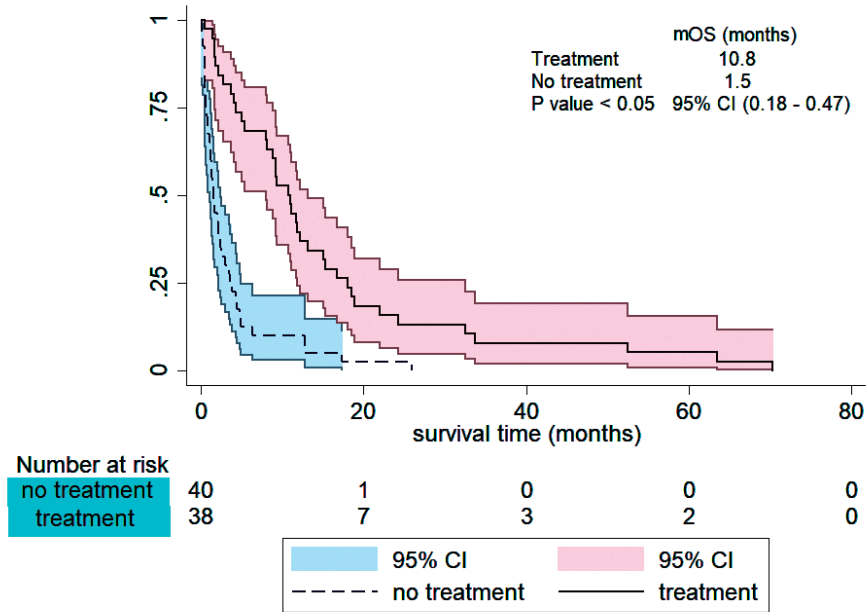 mOS (months)
Treatment 10.8
No treatment 1.5
P value < 0.05 95% CI (0.18 - 0.47)
1
.75
.5
.25
0
0 20 40 60 80
survival time (months)
Number at risk
no treatment 40 1 0 0 0
treatment 38 7 3 2 0
95% CI 95% CI
no treatment treatment